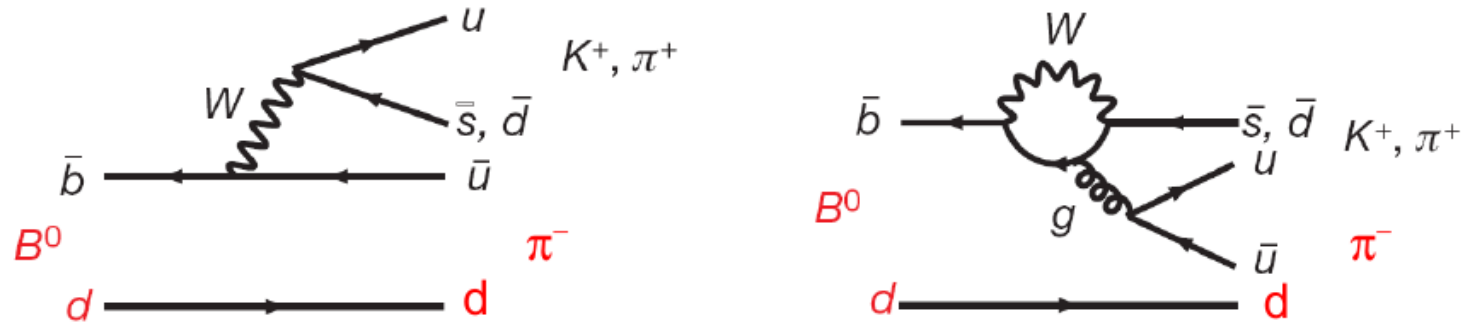 u
K⁺, π⁺
W
s̄, d̄
b̄
ū
B⁰
π⁻
d
d
W
b̄
s̄, d̄
K⁺, π⁺
u
B⁰
g
π⁻
ū
d
d